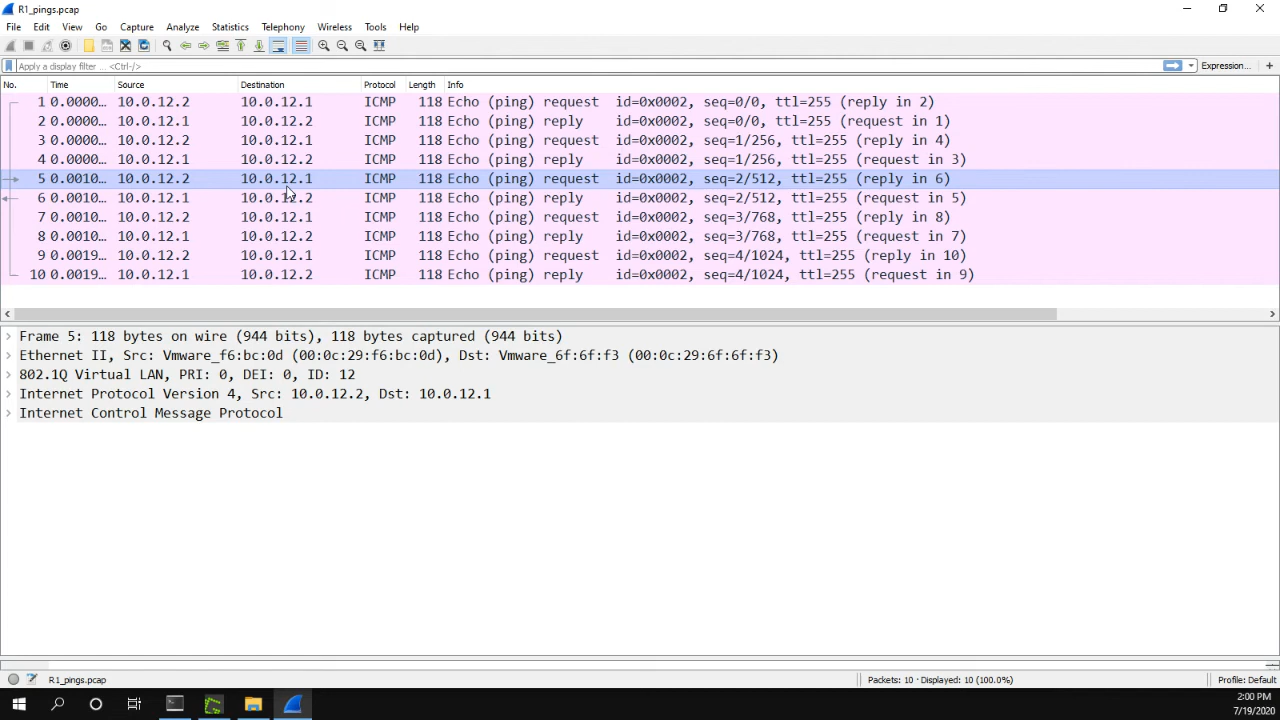 R1_pings.pcap
File Edit View Go Capture Analyze Statistics Telephony Wireless Tools Help
Apply a display filter ... <Ctrl-/> Expression... +
No. Time Source Destination Protocol Length Info
1 0.0000... 10.0.12.2 10.0.12.1 ICMP 118 Echo (ping) request id=0x0002, seq=0/0, ttl=255 (reply in 2)
2 0.0000... 10.0.12.1 10.0.12.2 ICMP 118 Echo (ping) reply id=0x0002, seq=0/0, ttl=255 (request in 1)
3 0.0000... 10.0.12.2 10.0.12.1 ICMP 118 Echo (ping) request id=0x0002, seq=1/256, ttl=255 (reply in 4)
4 0.0000... 10.0.12.1 10.0.12.2 ICMP 118 Echo (ping) reply id=0x0002, seq=1/256, ttl=255 (request in 3)
5 0.0010... 10.0.12.2 10.0.12.1 ICMP 118 Echo (ping) request id=0x0002, seq=2/512, ttl=255 (reply in 6)
6 0.0010... 10.0.12.1 10.0.12.2 ICMP 118 Echo (ping) reply id=0x0002, seq=2/512, ttl=255 (request in 5)
7 0.0010... 10.0.12.2 10.0.12.1 ICMP 118 Echo (ping) request id=0x0002, seq=3/768, ttl=255 (reply in 8)
8 0.0010... 10.0.12.1 10.0.12.2 ICMP 118 Echo (ping) reply id=0x0002, seq=3/768, ttl=255 (request in 7)
9 0.0019... 10.0.12.2 10.0.12.1 ICMP 118 Echo (ping) request id=0x0002, seq=4/1024, ttl=255 (reply in 10)
10 0.0019... 10.0.12.1 10.0.12.2 ICMP 118 Echo (ping) reply id=0x0002, seq=4/1024, ttl=255 (request in 9)
Frame 5: 118 bytes on wire (944 bits), 118 bytes captured (944 bits)
Ethernet II, Src: Vmware_f6:bc:0d (00:0c:29:f6:bc:0d), Dst: Vmware_6f:6f:f3 (00:0c:29:6f:6f:f3)
802.1Q Virtual LAN, PRI: 0, DEI: 0, ID: 12
Internet Protocol Version 4, Src: 10.0.12.2, Dst: 10.0.12.1
Internet Control Message Protocol
R1_pings.pcap Packets: 10 · Displayed: 10 (100.0%) Profile: Default
2:00 PM
7/19/2020